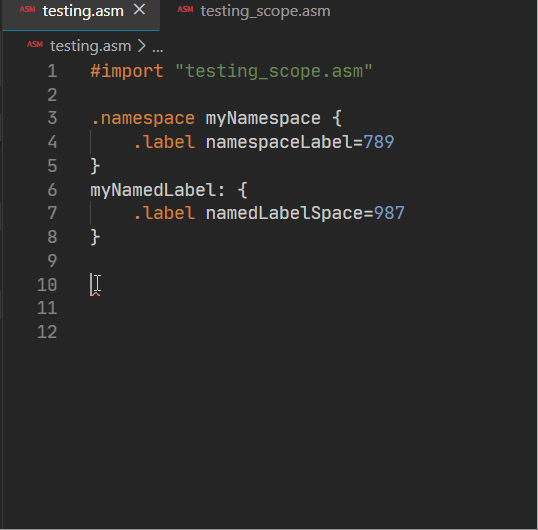 ASM testing.asm × ASM testing_scope.asm
ASM testing.asm > ...
1 #import "testing_scope.asm"
2
3 .namespace myNamespace {
4 .label namespaceLabel=789
5 }
6 myNamedLabel: {
7 .label namedLabelSpace=987
8 }
9
10
11
12